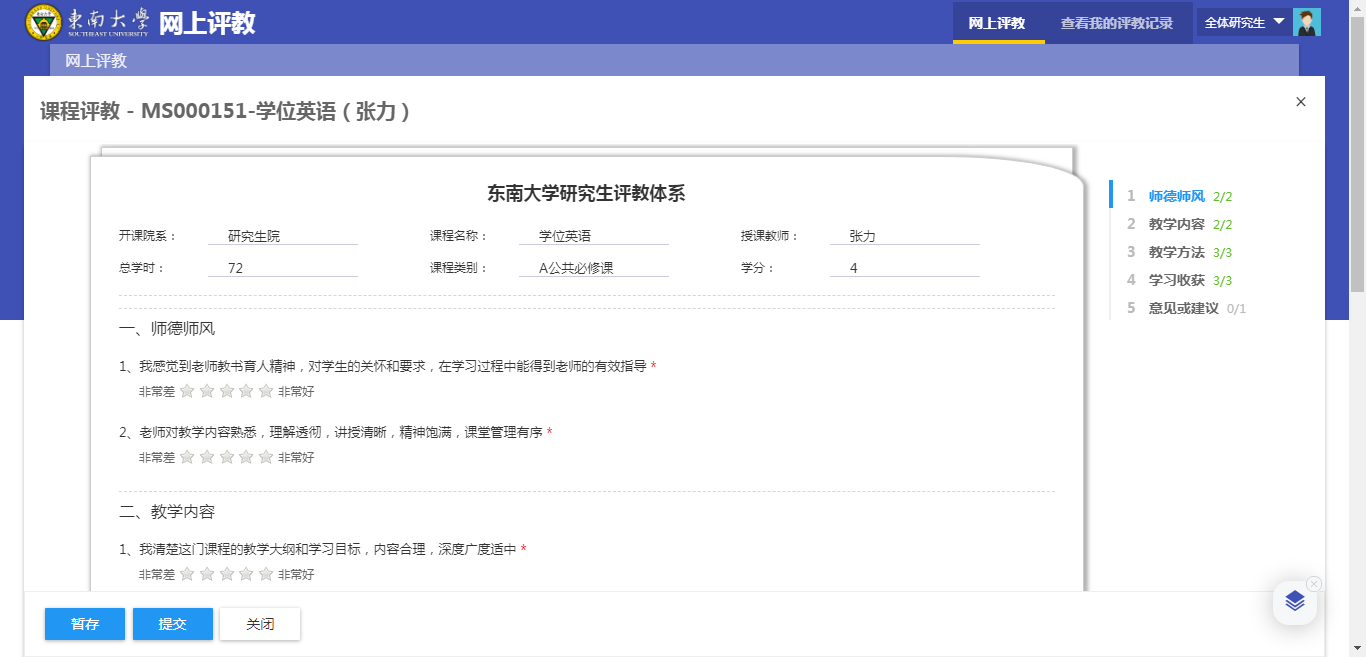 東南大學 网上评教 网上评教 查看我的评教记录 全体研究生
SOUTHEAST UNIVERSITY
网上评教
课程评教 - MS000151-学位英语（张力） ×
东南大学研究生评教体系
开课院系： 研究生院 课程名称： 学位英语 授课教师： 张力
总学时： 72 课程类别： A公共必修课 学分： 4
一、师德师风
1、我感觉到老师教书育人精神，对学生的关怀和要求，在学习过程中能得到老师的有效指导 *
非常差 非常好
2、老师对教学内容熟悉，理解透彻，讲授清晰，精神饱满，课堂管理有序 *
非常差 非常好
二、教学内容
1、我清楚这门课程的教学大纲和学习目标，内容合理，深度广度适中 *
非常差 非常好
1 师德师风 2/2
2 教学内容 2/2
3 教学方法 3/3
4 学习收获 3/3
5 意见或建议 0/1
暂存 提交 关闭